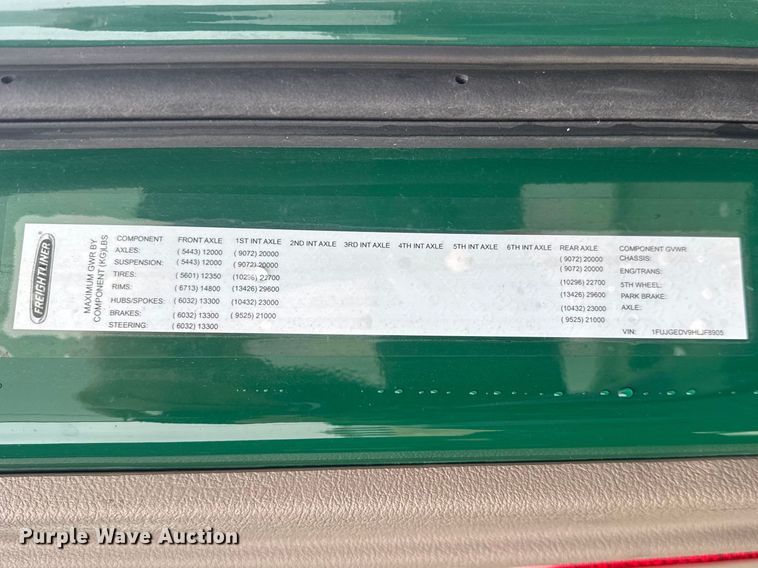 FREIGHTLINER
MAXIMUM GWR BY
COMPONENT (KG)LBS
COMPONENT FRONT AXLE 1ST INT AXLE 2ND INT AXLE 3RD INT AXLE 4TH INT AXLE 5TH INT AXLE 6TH INT AXLE REAR AXLE COMPONENT GVWR:
AXLES: ( 5443) 12000 ( 9072) 20000 ( 9072) 20000 CHASSIS:
SUSPENSION: ( 5443) 12000 ( 9072) 20000 ( 9072) 20000 ENG/TRANS:
TIRES: ( 5601) 12350 (10296) 22700 (10296) 22700 5TH WHEEL:
RIMS: ( 6713) 14800 (13426) 29600 (13426) 29600 PARK BRAKE:
HUBS/SPOKES: ( 6032) 13300 (10432) 23000 (10432) 23000 AXLE:
BRAKES: ( 6032) 13300 ( 9525) 21000 ( 9525) 21000
STEERING: ( 6032) 13300 VIN: 1FUJGEDV9HLJF8905
Purple Wave Auction